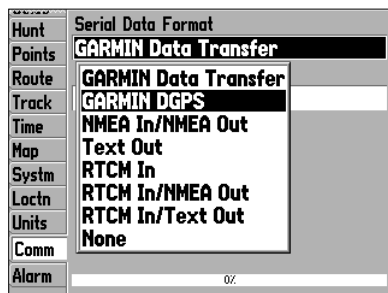 Hunt
Points
Route
Track
Time
Map
Systm
Loctn
Units
Comm
Alarm
Serial Data Format
GARMIN Data Transfer
GARMIN Data Transfer
GARMIN DGPS
NMEA In/NMEA Out
Text Out
RTCM In
RTCM In/NMEA Out
RTCM In/Text Out
None
0%